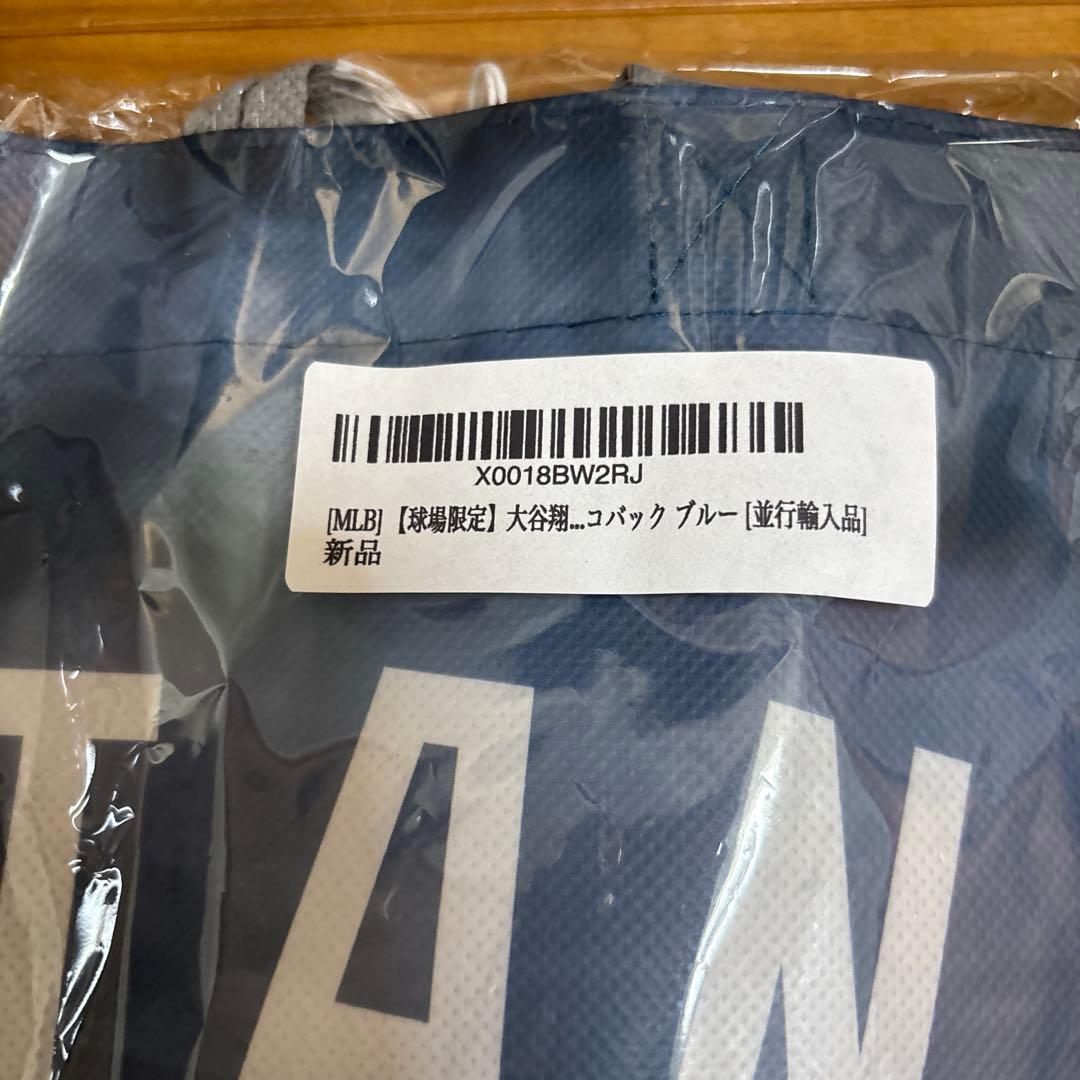 X0018BW2RJ
[MLB] 【球場限定】大谷翔...コバック ブルー [並行輸入品]
新品
TAN